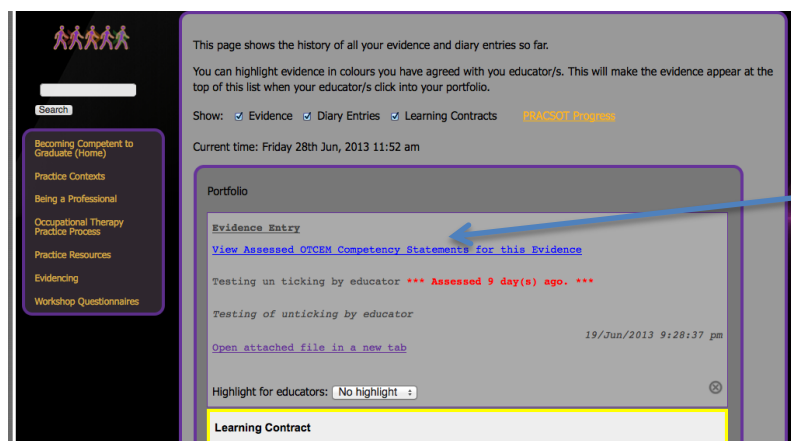 This page shows the history of all your evidence and diary entries so far.
You can highlight evidence in colours you have agreed with you educator/s. This will make the evidence appear at the
top of this list when your educator/s click into your portfolio.
Search
Show: Evidence Diary Entries Learning Contracts PRACSOT Progress
Becoming Competent to
Graduate (Home)
Practice Contexts
Being a Professional
Occupational Therapy
Practice Process
Practice Resources
Evidencing
Workshop Questionnaires
Current time: Friday 28th Jun, 2013 11:52 am
Portfolio
Evidence Entry
View Assessed OTCEM Competency Statements for this Evidence
Testing un ticking by educator *** Assessed 9 day(s) ago. ***
Testing of unticking by educator
19/Jun/2013 9:28:37 pm
Open attached file in a new tab
Highlight for educators: No highlight
Learning Contract